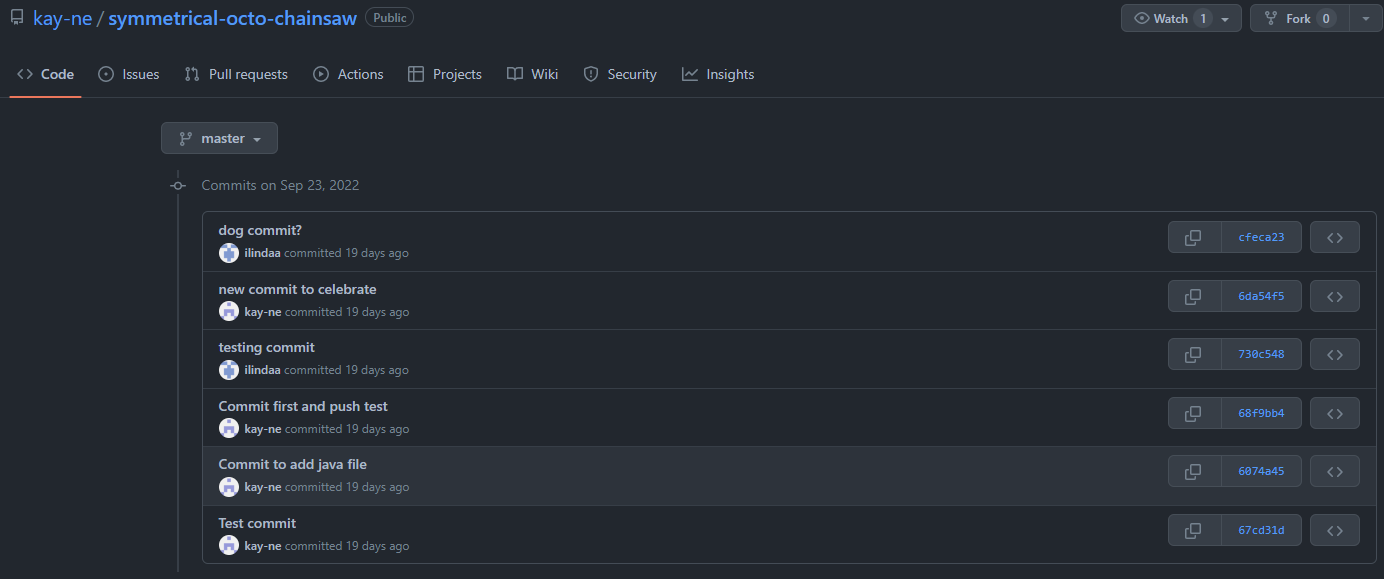 kay-ne / symmetrical-octo-chainsaw Public Watch 1 Fork 0
Code Issues Pull requests Actions Projects Wiki Security Insights
master
Commits on Sep 23, 2022
dog commit?
ilindaa committed 19 days ago
cfeca23
new commit to celebrate
kay-ne committed 19 days ago
6da54f5
testing commit
ilindaa committed 19 days ago
730c548
Commit first and push test
kay-ne committed 19 days ago
68f9bb4
Commit to add java file
kay-ne committed 19 days ago
6074a45
Test commit
kay-ne committed 19 days ago
67cd31d